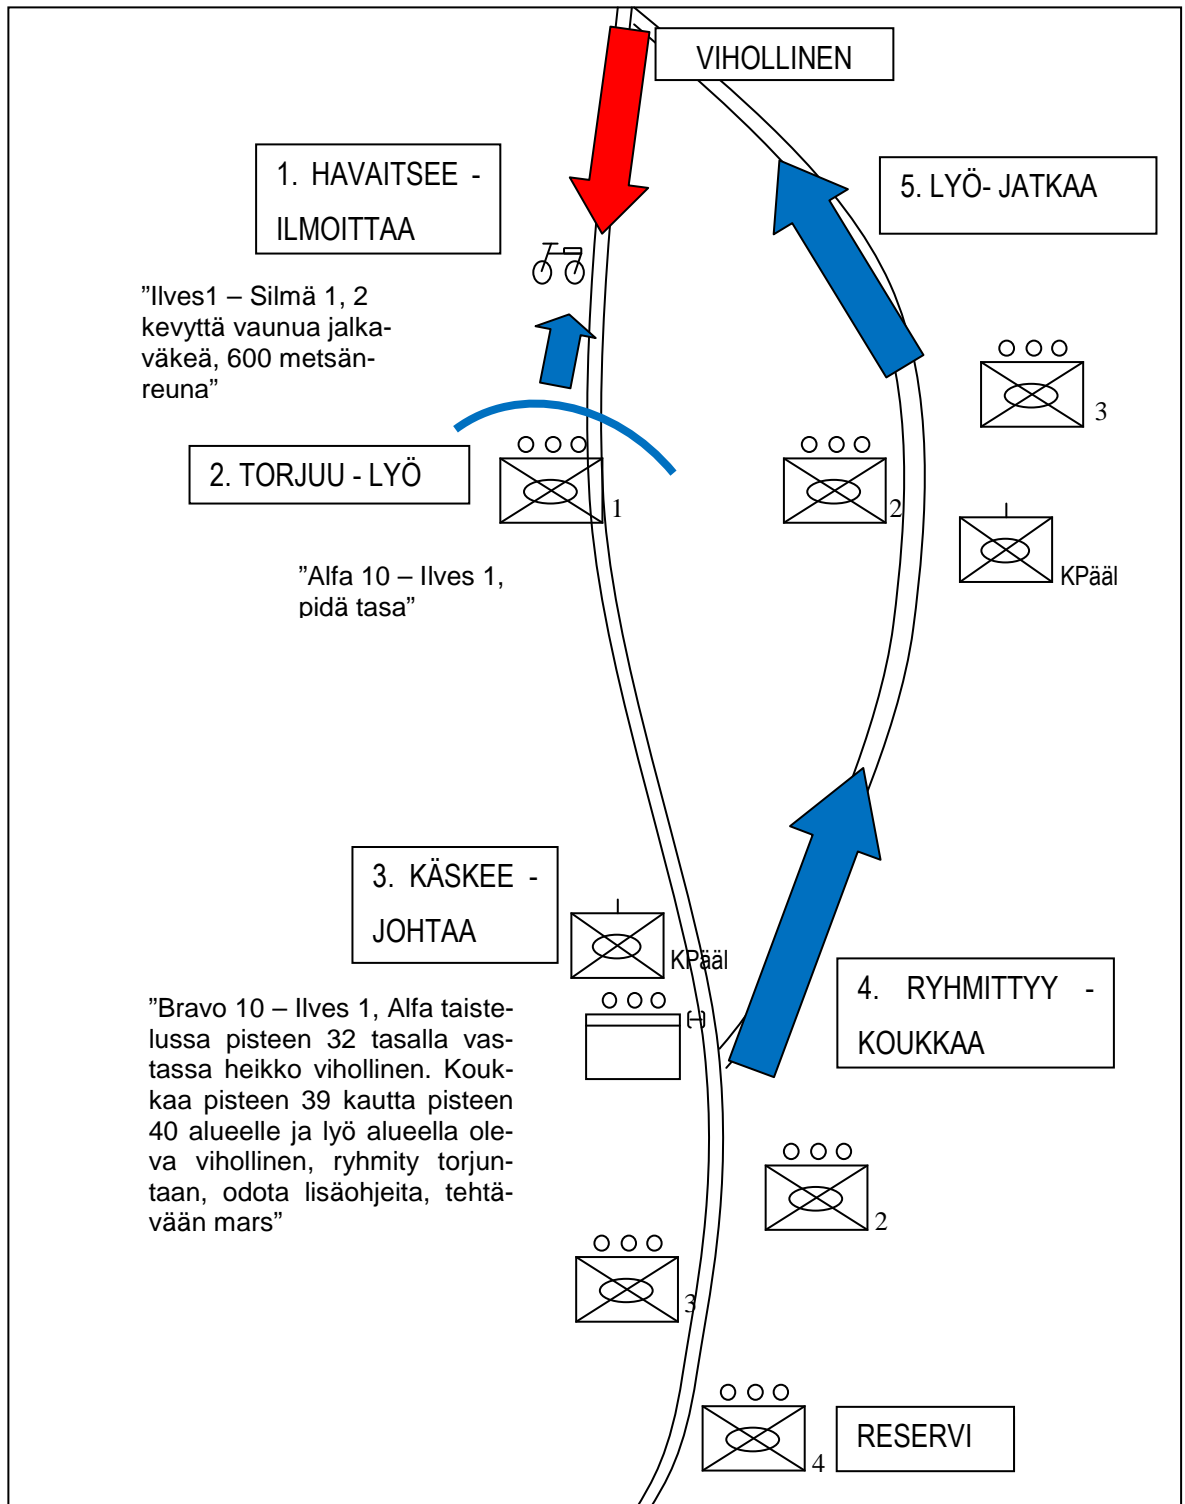 VIHOLLINEN
1. HAVAITSEE -
ILMOITTAA
5. LYÖ- JATKAA
"Ilves1 – Silmä 1, 2
kevyttä vaunua jalka-
väkeä, 600 metsän-
reuna"
3
2. TORJUU - LYÖ
1
2
KPääl
"Alfa 10 – Ilves 1,
pidä tasa"
3. KÄSKEE -
JOHTAA
KPääl
4. RYHMITTYY -
KOUKKAA
"Bravo 10 – Ilves 1, Alfa taiste-
lussa pisteen 32 tasalla vas-
tassa heikko vihollinen. Kouk-
kaa pisteen 39 kautta pisteen
40 alueelle ja lyö alueella ole-
va vihollinen, ryhmity torjun-
taan, odota lisäohjeita, tehtä-
vään mars"
2
3
4
RESERVI